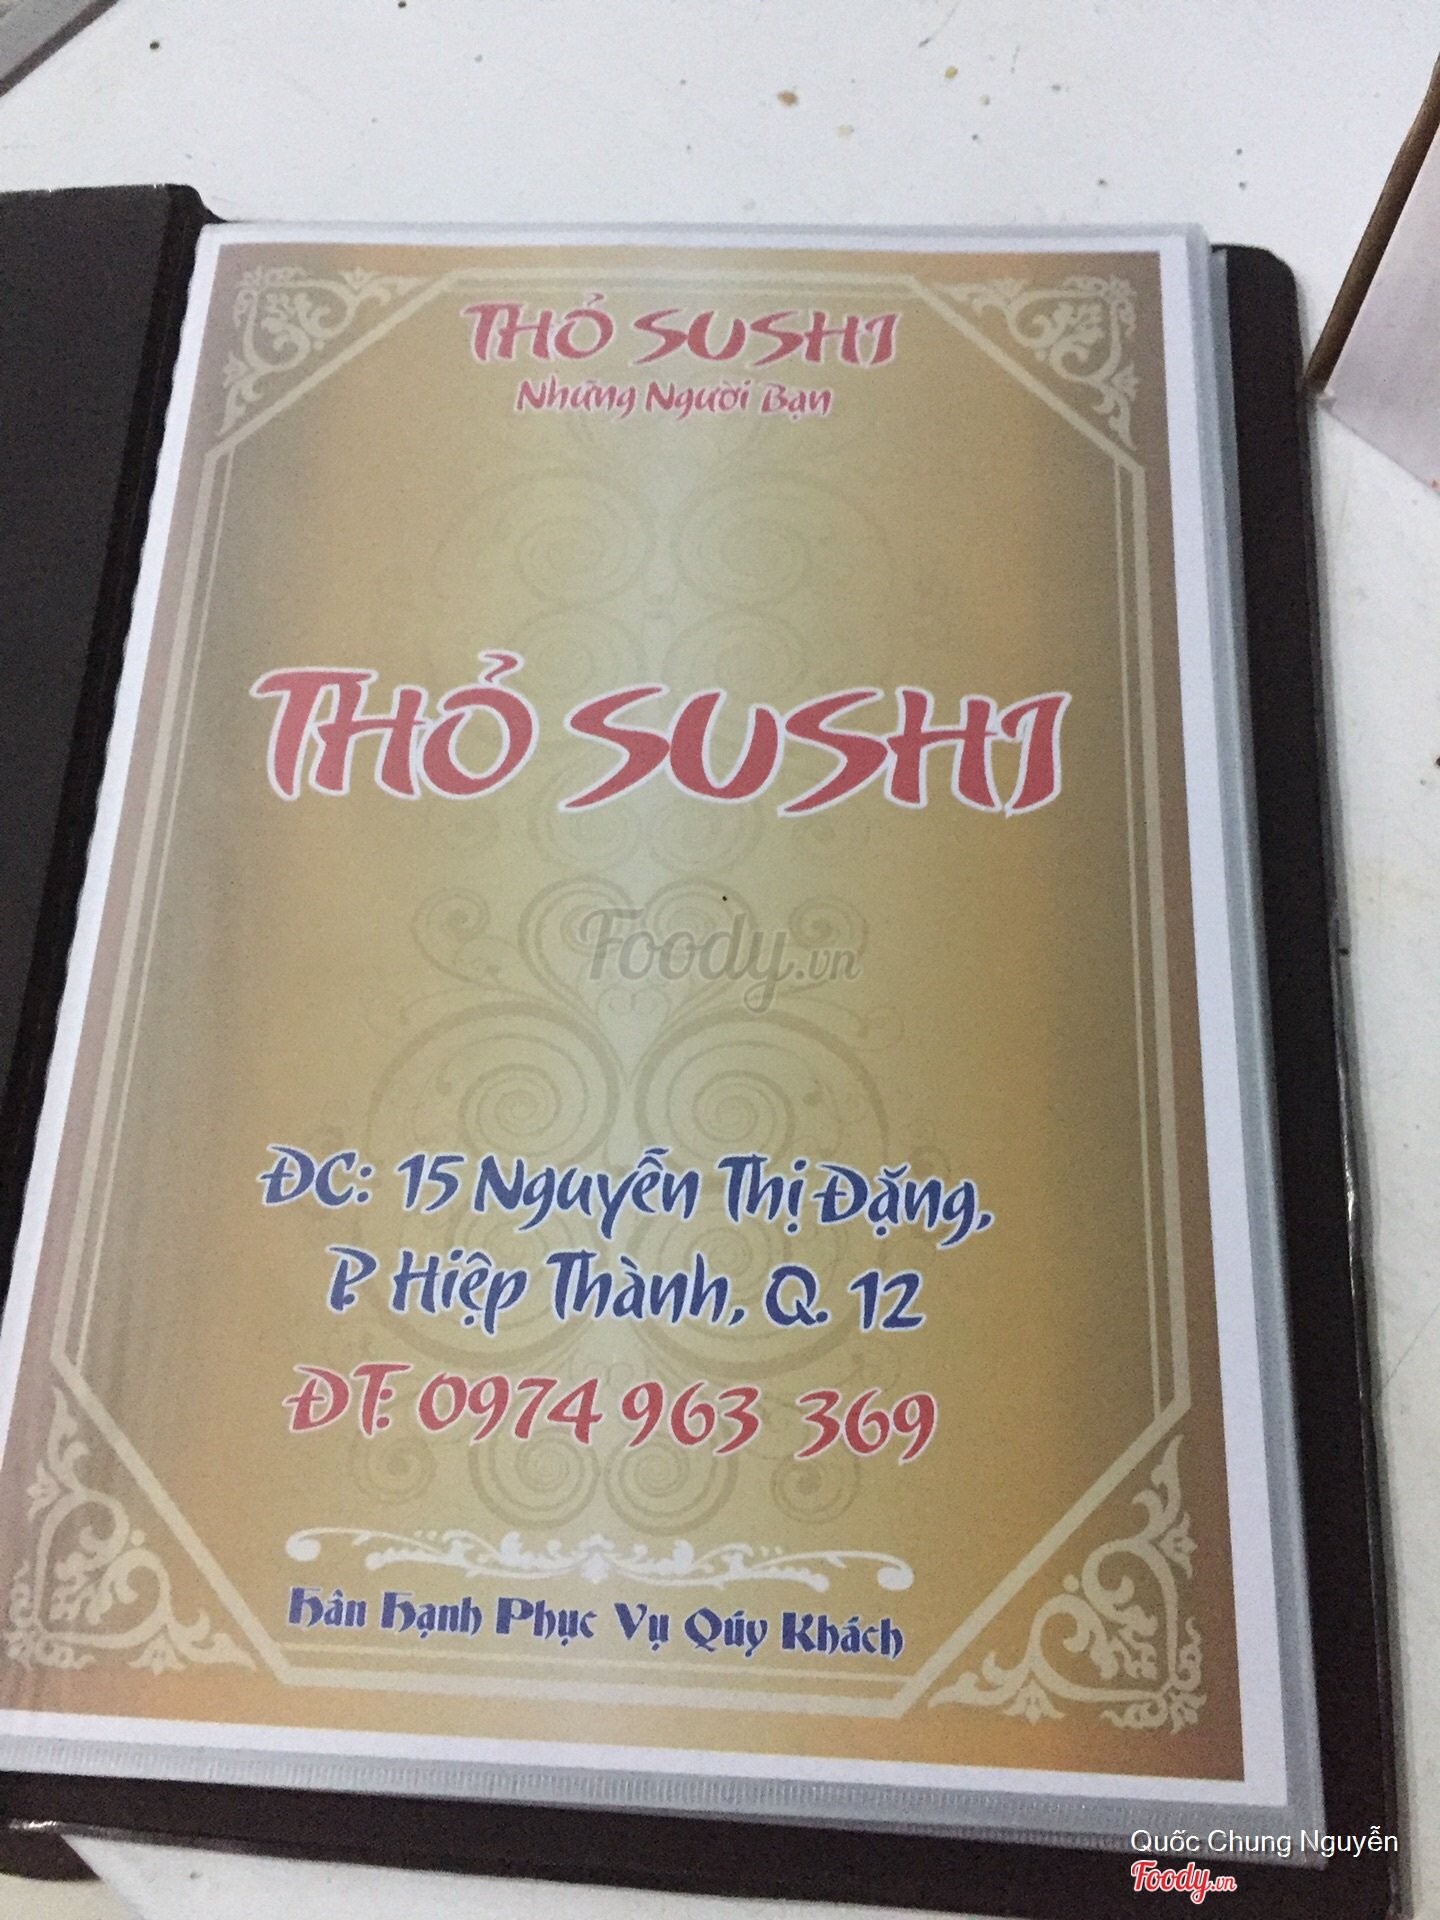 THỎ SUSHI
Những Người Bạn
THỎ SUSHI
Foody.vn
ĐC: 15 Nguyễn Thị Đặng,
P. Hiệp Thành, Q. 12
ĐT: 0974 963 369
Hân Hạnh Phục Vụ Qúy Khách
Quốc Chung Nguyễn
Foody.vn